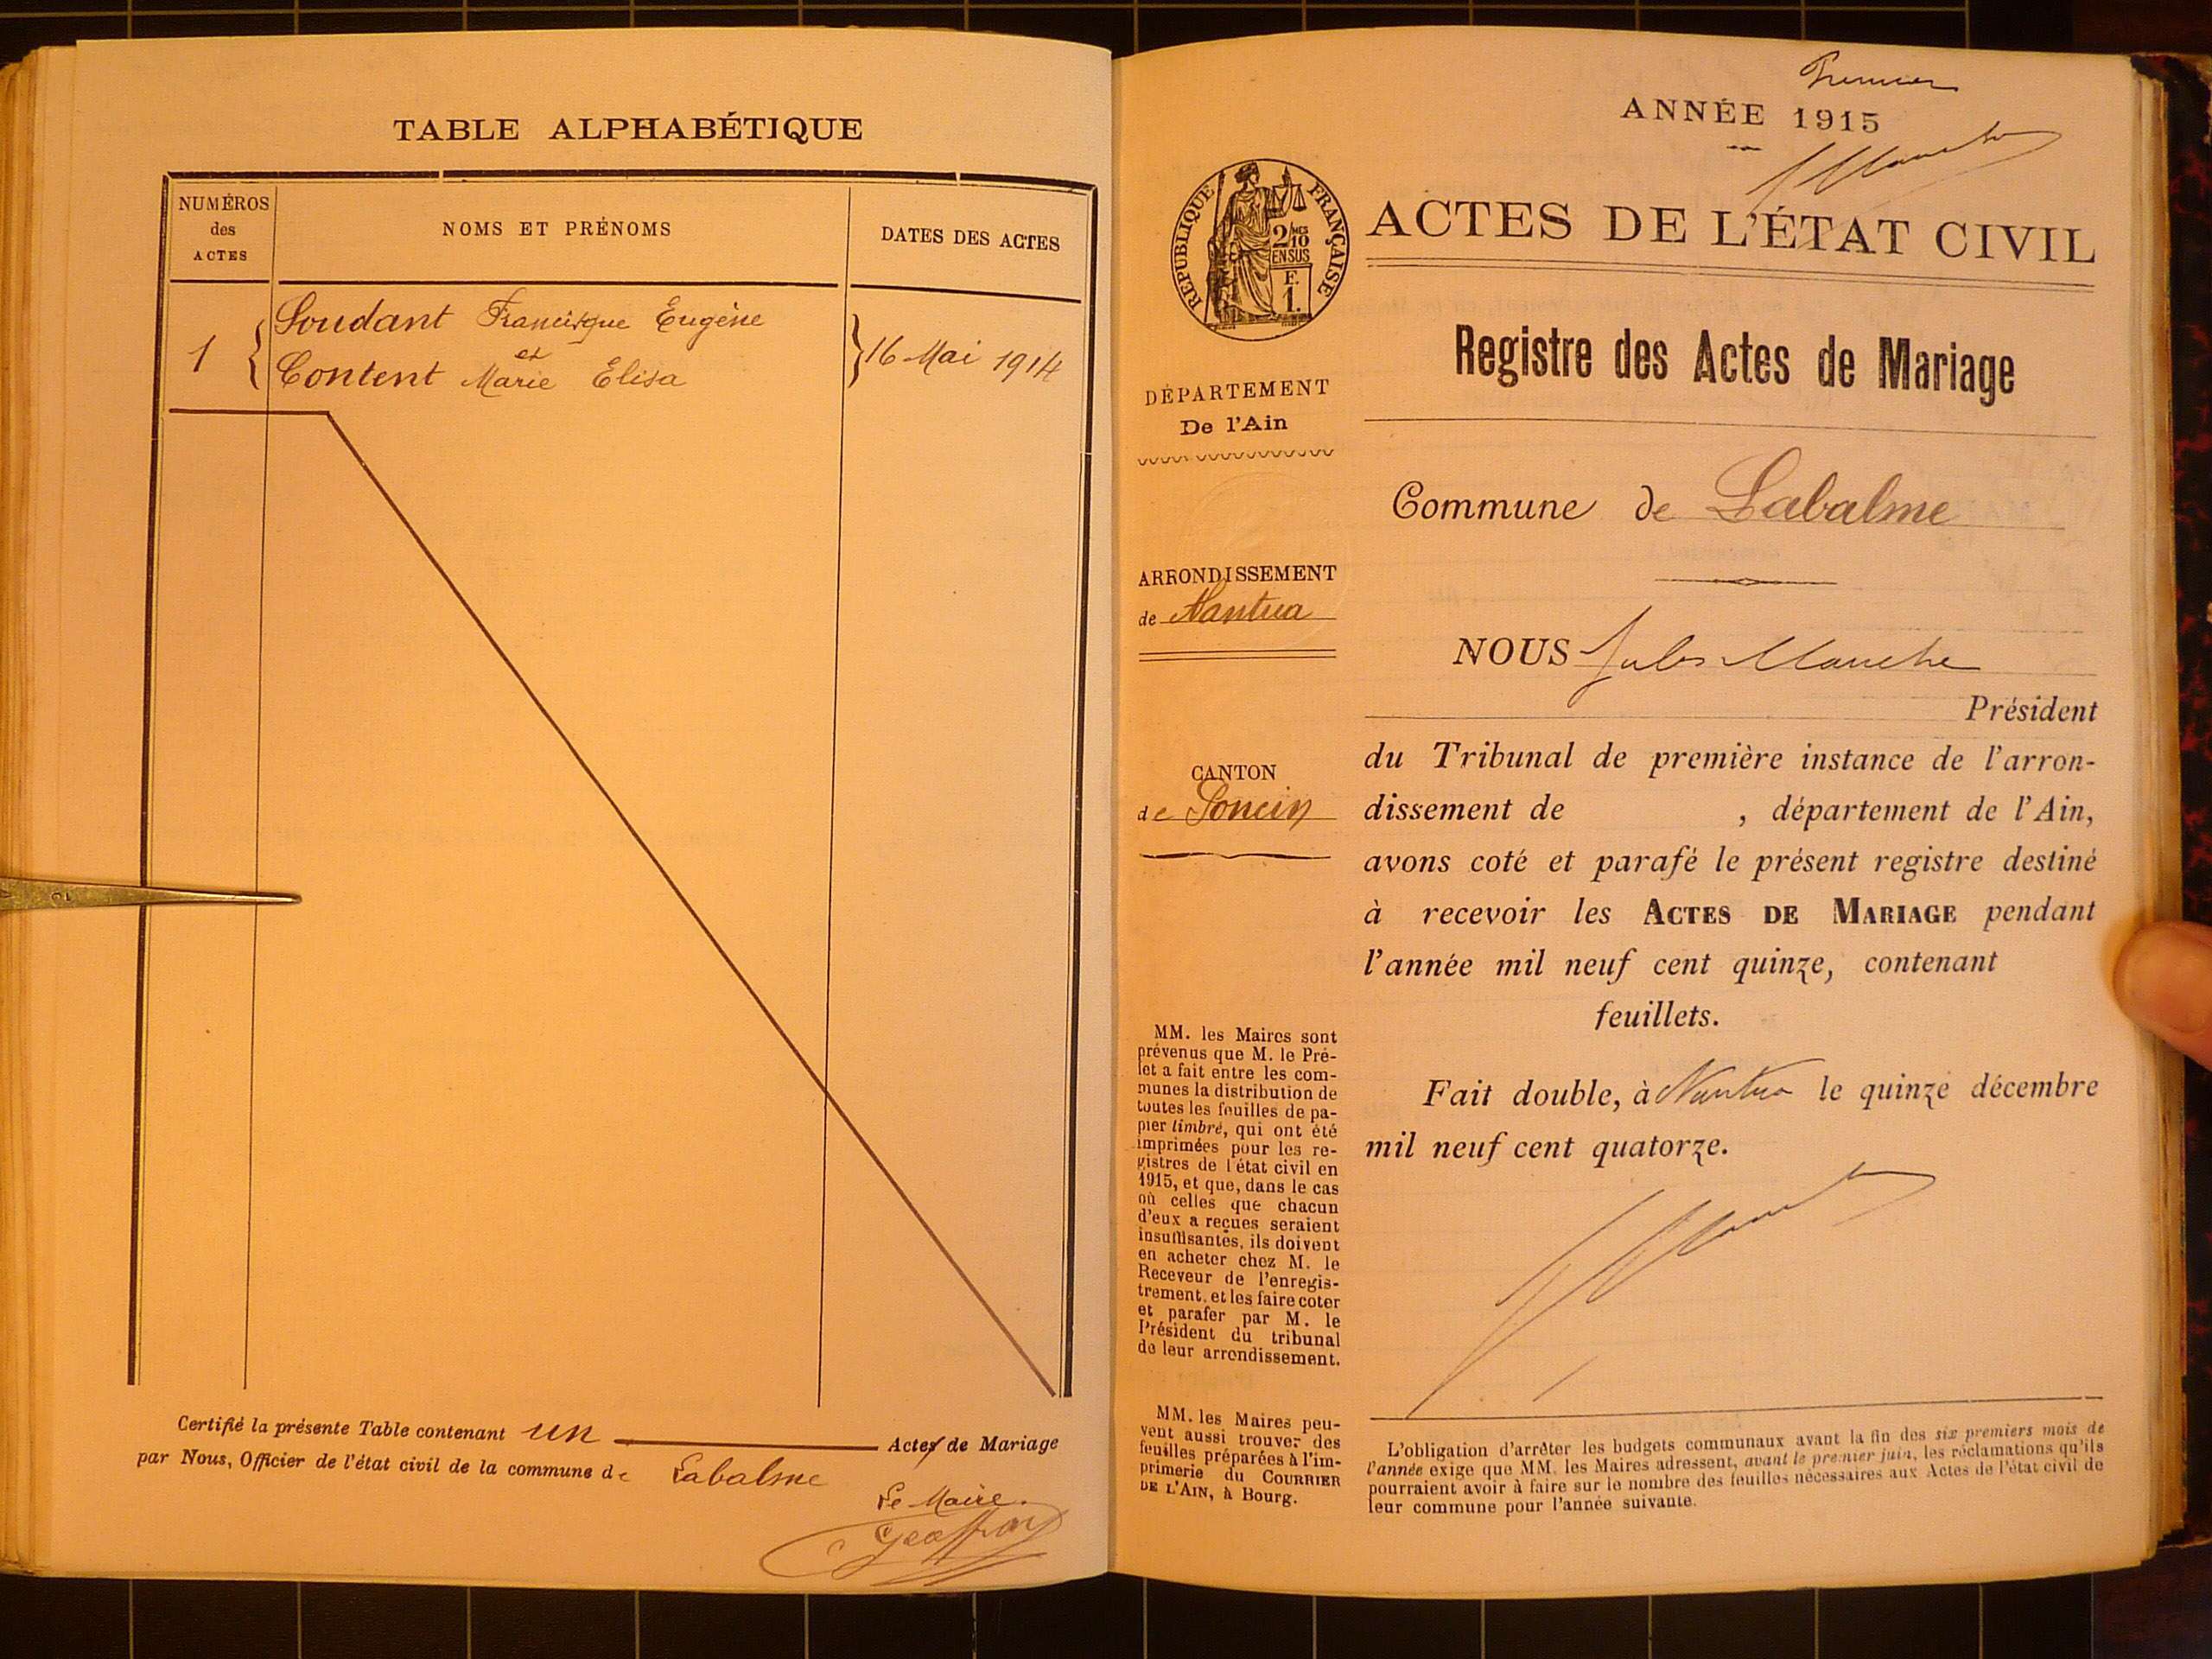 TABLE ALPHABÉTIQUE
NUMÉROS
des
ACTES
NOMS ET PRÉNOMS
DATES DES ACTES
Soudant Francisque Eugène
1
et
16 Mai 1914
Content Marie Elisa
Certifié la présente Table contenant un Actes de Mariage
par Nous, Officier de l'état civil de la commune de Labalme
Le Maire.
Geoffray
Premier
ANNÉE 1915
RÉPUBLIQUE FRANÇAISE
2/10MES
EN SUS
F.
1.
ACTES DE L'ÉTAT CIVIL
Registre des Actes de Mariage
DÉPARTEMENT
De l'Ain
Commune de Labalme
ARRONDISSEMENT
de Nantua
NOUS Jules
Président
CANTON
de Poncin
du Tribunal de première instance de l'arron-
dissement de , département de l'Ain,
avons coté et parafé le présent registre destiné
à recevoir les ACTES DE MARIAGE pendant
l'année mil neuf cent quinze, contenant
feuillets.
Fait double, à Nantua le quinze décembre
mil neuf cent quatorze.
MM. les Maires sont
prévenus que M. le Pré-
fet a fait entre les com-
munes la distribution de
toutes les feuilles de pa-
pier timbré, qui ont été
imprimées pour les re-
gistres de l'état civil en
1915, et que, dans le cas
où celles que chacun
d'eux a reçues seraient
insuffisantes, ils doivent
en acheter chez M. le
Receveur de l'enregis-
trement, et les faire coter
et parafer par M. le
Président du tribunal
de leur arrondissement.
MM. les Maires peu-
vent aussi trouver des
feuilles préparées à l'im-
primerie du COURRIER
DE L'AIN, à Bourg.
L'obligation d'arrêter les budgets communaux avant la fin des six premiers mois de
l'année exige que MM. les Maires adressent, avant le premier juin, les réclamations qu'ils
pourraient avoir à faire sur le nombre des feuilles nécessaires aux Actes de l'état civil de
leur commune pour l'année suivante.